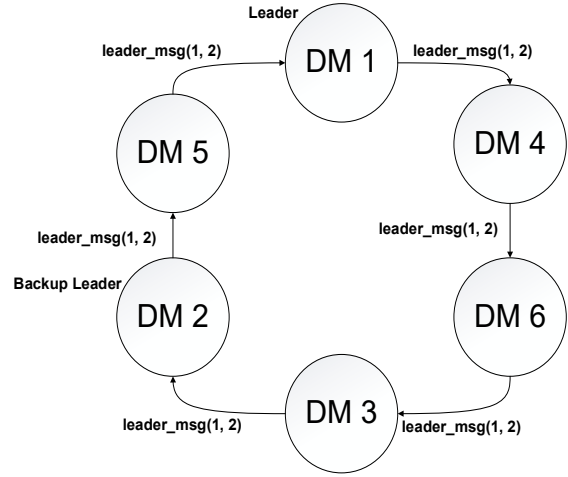 Leader
leader_msg(1, 2)
DM 1
leader_msg(1, 2)
DM 5
DM 4
leader_msg(1, 2)
leader_msg(1, 2)
Backup Leader
DM 2
DM 6
DM 3
leader_msg(1, 2)
leader_msg(1, 2)